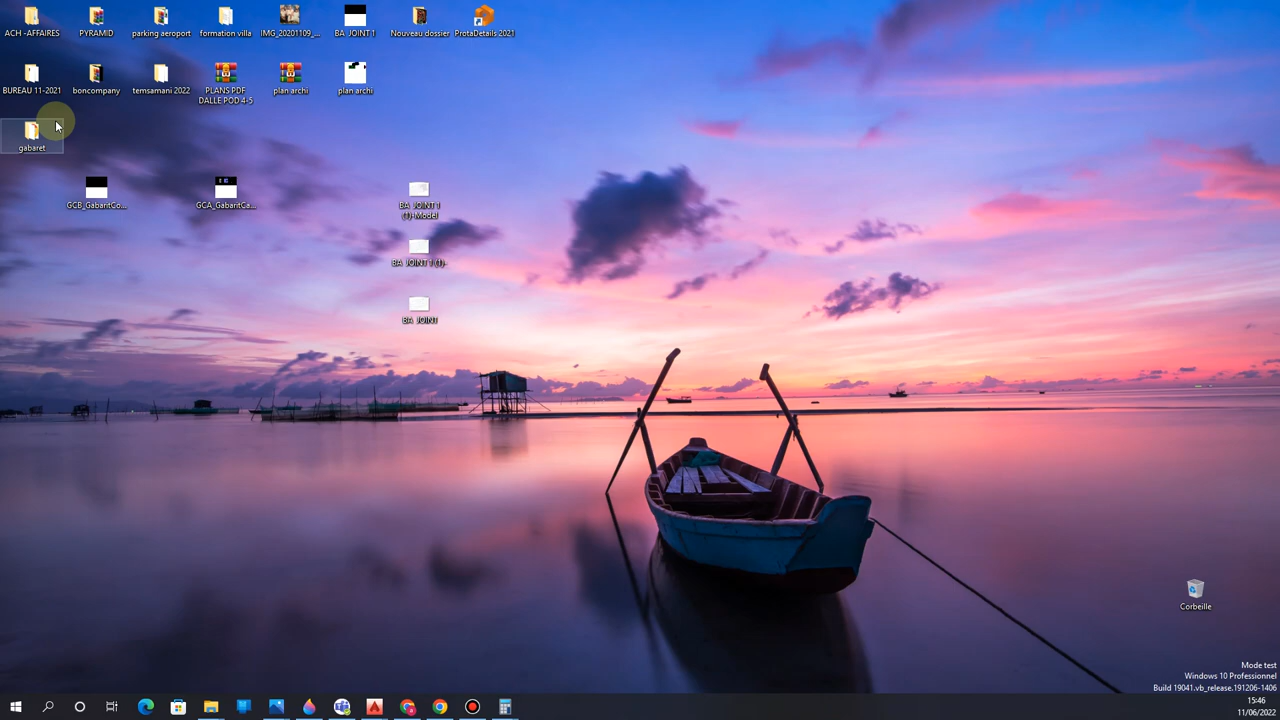 ACH -AFFAIRES
PYRAMID
parking aeroport
formation villa
IMG_20201109_...
BA JOINT 1
Nouveau dossier
ProtaDetails 2021
BUREAU 11-2021
boncompany
temsamani 2022
PLANS PDF
DALLE POD 4-5
plan archi
plan archi
gabaret
GCB_GabantCo...
GCA_GabantCa...
BA JOINT 1
(1)-Model
BA JOINT 1 (1)-
BA JOINT
Corbeille
Mode test
Windows 10 Professionnel
Build 19041.vb_release.191206-1406
15:46
11/06/2022